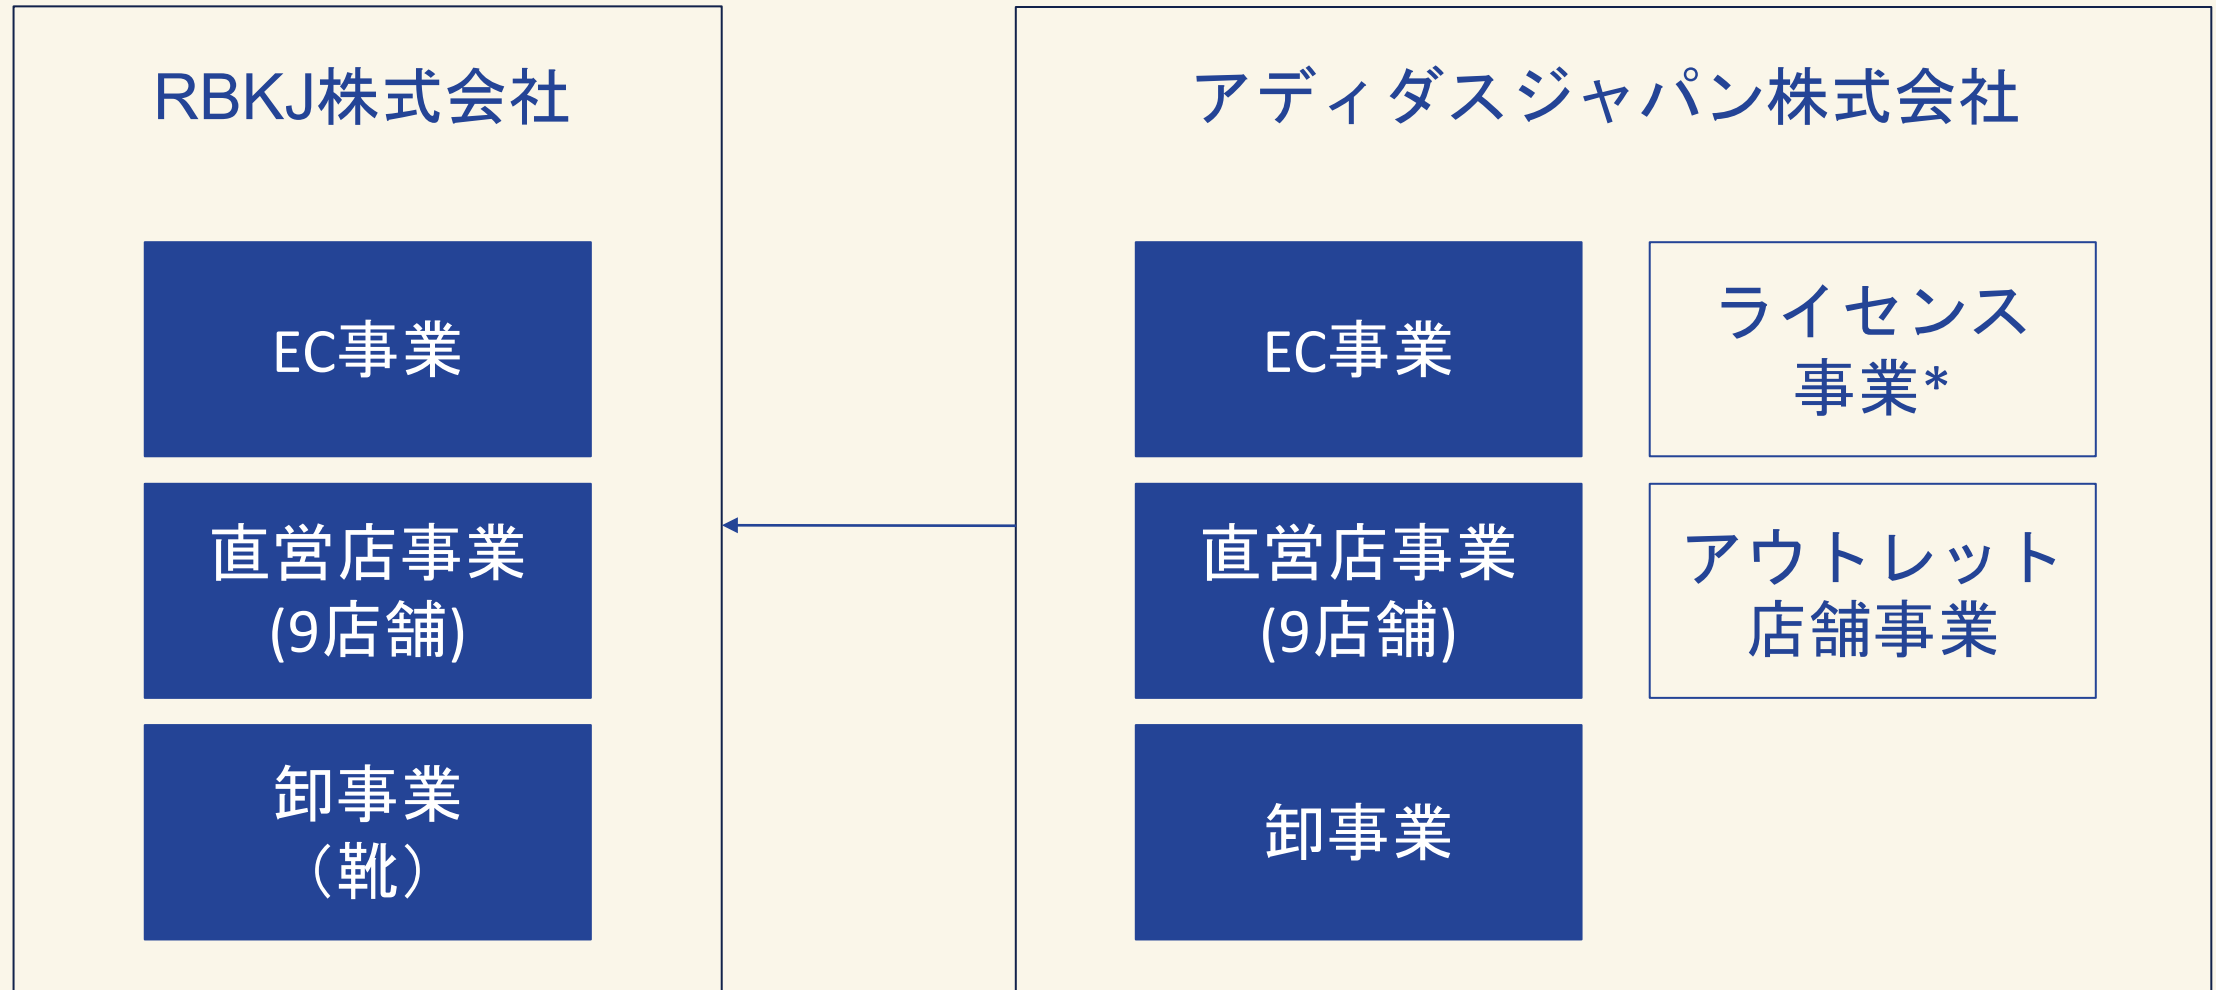 RBKJ株式会社
EC事業
直営店事業
(9店舗)
卸事業
（靴）
アディダスジャパン株式会社
EC事業
ライセンス
事業*
直営店事業
(9店舗)
アウトレット
店舗事業
卸事業